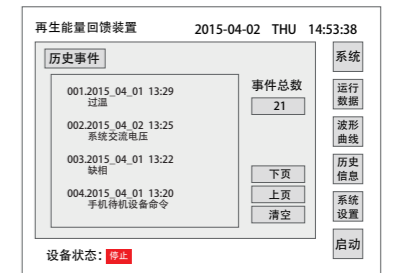 再生能量回馈装置 2015-04-02 THU 14:53:38
历史事件
001.2015_04_01 13:29
过温
002.2015_04_02 13:25
系统交流电压
003.2015_04_01 13:22
缺相
004.2015_04_01 13:20
手机待机设备命令
事件总数
21
下页
上页
清空
系统
运行
数据
波形
曲线
历史
信息
系统
设置
启动
设备状态：停止